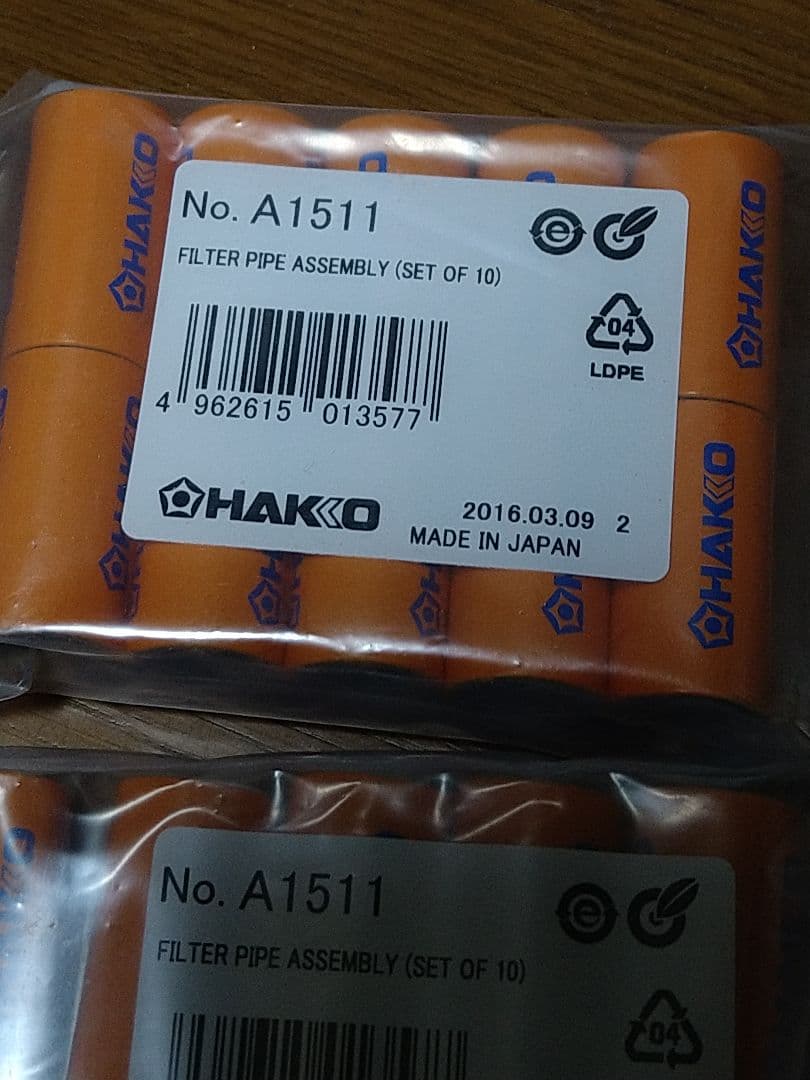 No. A1511
FILTER PIPE ASSEMBLY (SET OF 10)
e
04
LDPE
4 962615 013577
HAKKO
2016.03.09 2
MADE IN JAPAN
HAKKO
HAKKO
HAKKO
No. A1511
FILTER PIPE ASSEMBLY (SET OF 10)
e
04